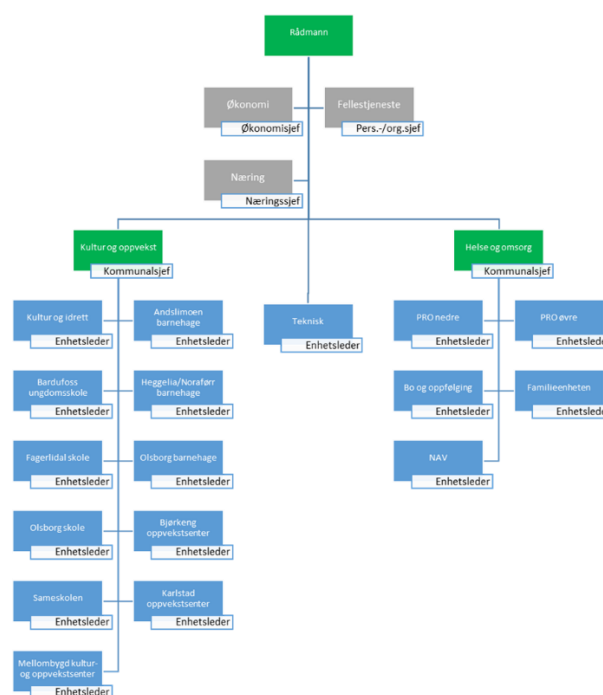 Rådmann
Økonomi
Økonomisjef
Fellestjeneste
Pers.-/org.sjef
Næring
Næringssjef
Kultur og oppvekst
Kommunalsjef
Helse og omsorg
Kommunalsjef
Kultur og idrett
Enhetsleder
Andslimoen
barnehage
Enhetsleder
Teknisk
Enhetsleder
PRO nedre
Enhetsleder
PRO øvre
Enhetsleder
Bardufoss
ungdomsskole
Enhetsleder
Heggelia/Noraførr
barnehage
Enhetsleder
Bo og oppfølging
Enhetsleder
Familieenheten
Enhetsleder
Fagerlidal skole
Enhetsleder
Olsborg barnehage
Enhetsleder
NAV
Enhetsleder
Olsborg skole
Enhetsleder
Bjørkeng
oppvekstsenter
Enhetsleder
Sameskolen
Enhetsleder
Karlstad
oppvekstsenter
Enhetsleder
Mellombygd kultur-
og oppvekstsenter
Enhetsleder